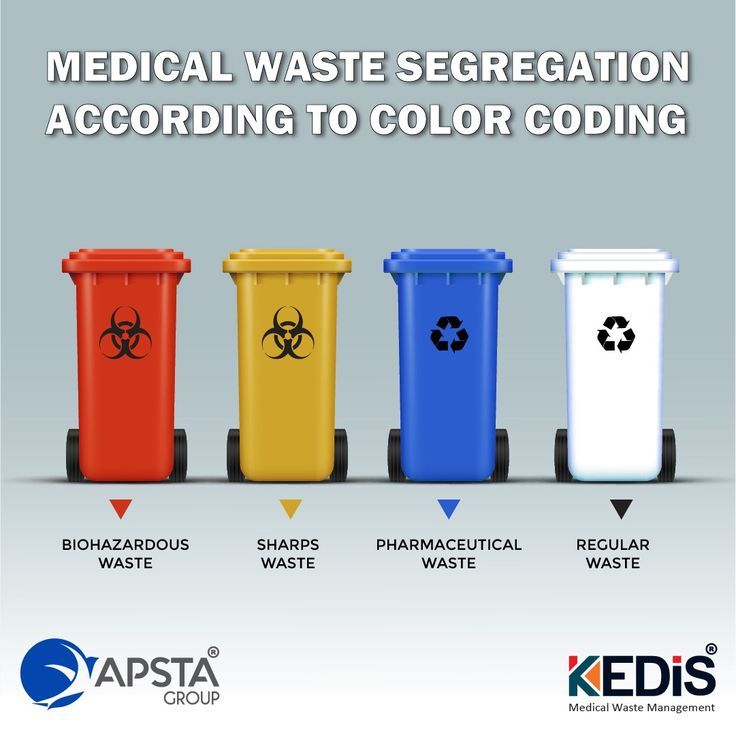 MEDICAL WASTE SEGREGATION
ACCORDING TO COLOR CODING
BIOHAZARDOUS
WASTE
SHARPS
WASTE
PHARMACEUTICAL
WASTE
REGULAR
WASTE
APSTA®
GROUP
KEDiS®
Medical Waste Management